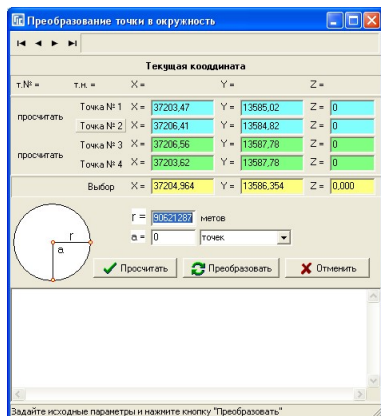 Преобразование точки в окружность
Текущая кооддината
т.№ = т.н. = X = Y = Z =
просчитать
Точка № 1 X = 37203,47 Y = 13585,02 Z = 0
Точка № 2 X = 37206,41 Y = 13584,82 Z = 0
просчитать
Точка № 3 X = 37206,56 Y = 13587,78 Z = 0
Точка № 4 X = 37203,62 Y = 13587,78 Z = 0
Выбор X = 37204,964 Y = 13586,354 Z = 0,000
r = 90621287 метов
a = 0 точек
r
a
Просчитать Преобразовать Отменить
Задайте исходные параметры и нажмите кнопку "Преобразовать"